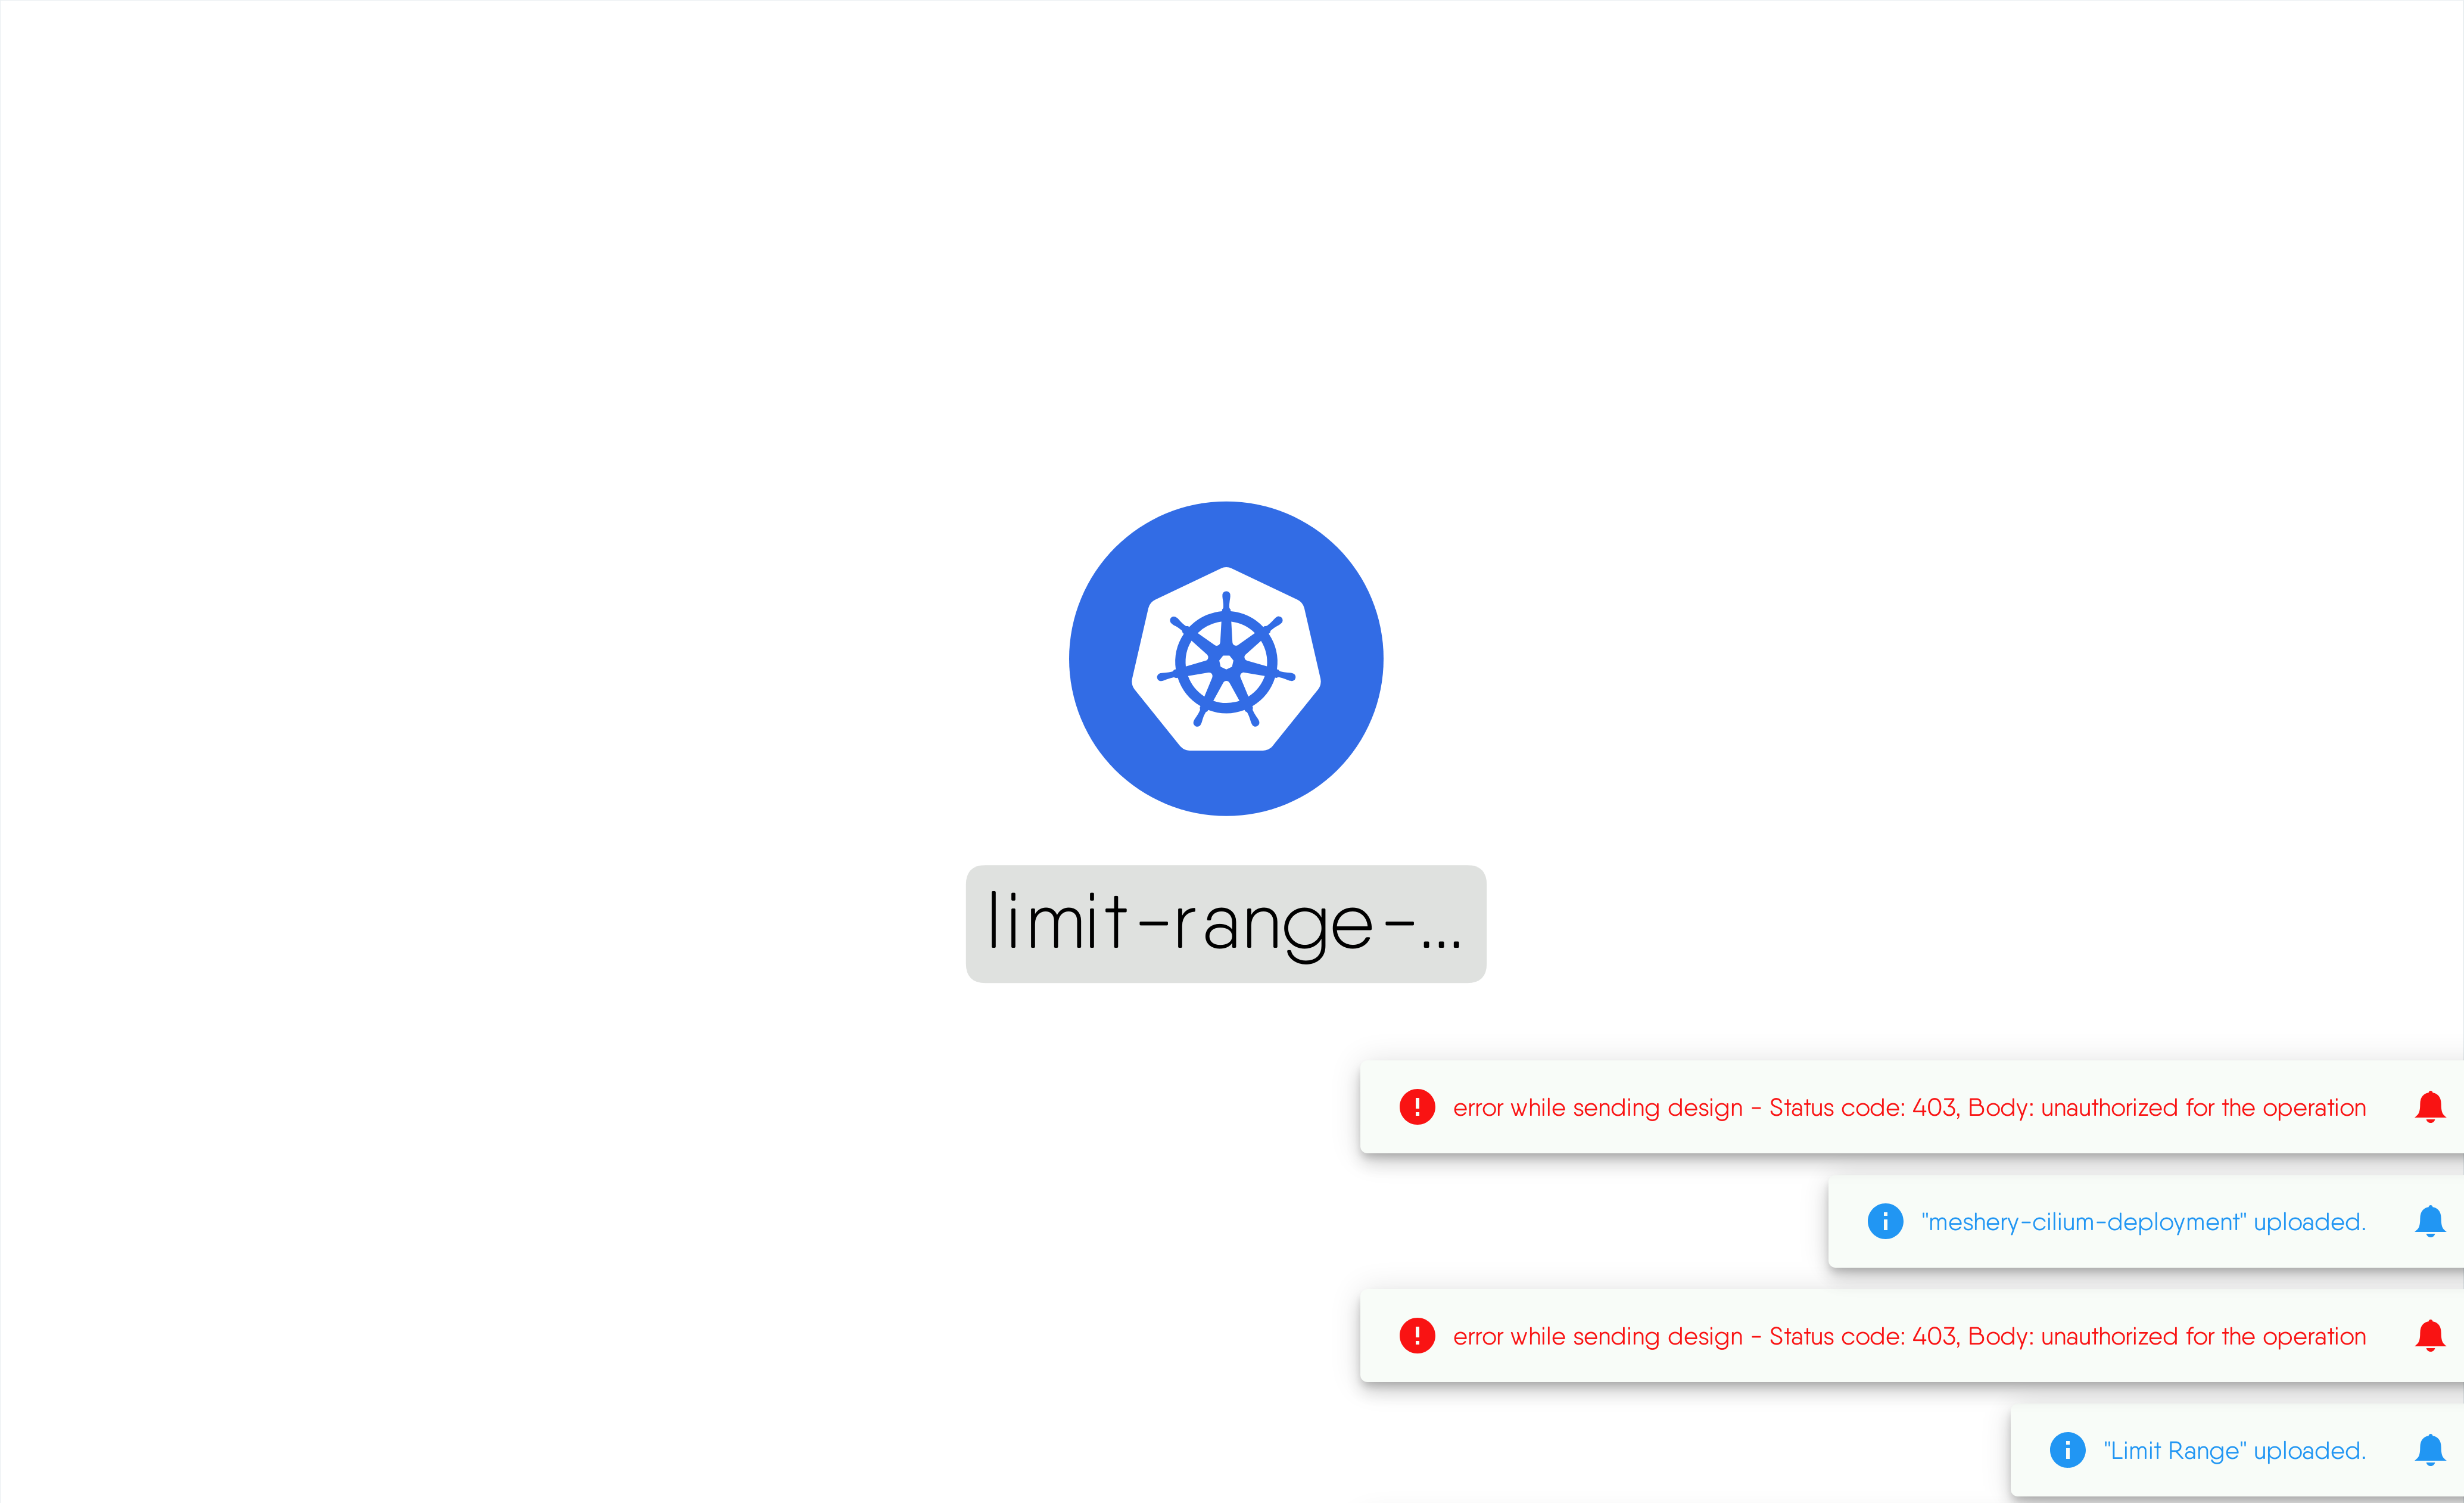 limit-range-...
error while sending design - Status code: 403, Body: unauthorized for the operation
"meshery-cilium-deployment" uploaded.
error while sending design - Status code: 403, Body: unauthorized for the operation
"Limit Range" uploaded.